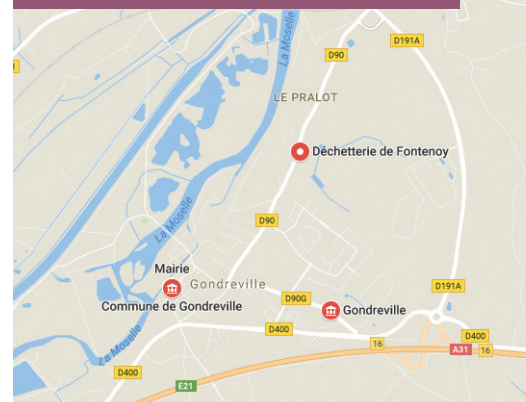 D191A
D90
La Moselle
LE PRALOT
Déchetterie de Fontenoy
D90
La Moselle
Mairie
Gondreville
Commune de Gondreville
D90G
Gondreville
D191A
D400
16
D400
A31
16
La Moselle
D400
E21